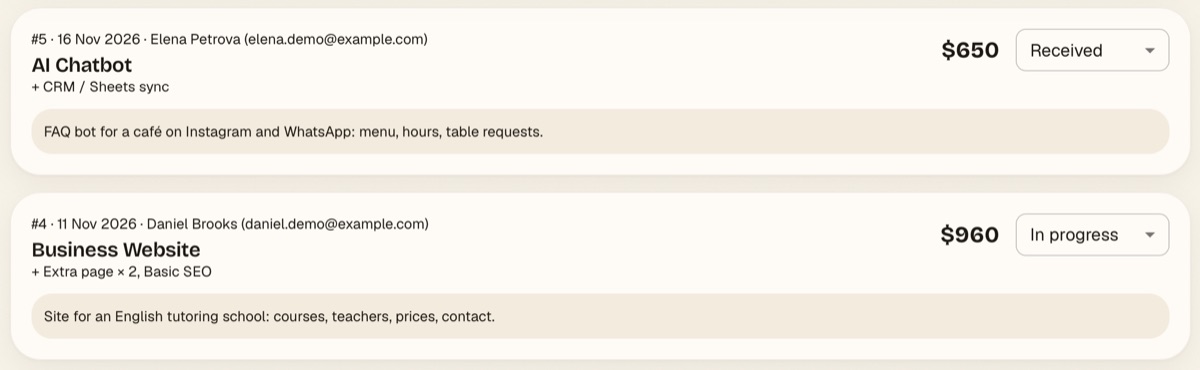 #5 · 16 Nov 2026 · Elena Petrova (elena.demo@example.com)
AI Chatbot
+ CRM / Sheets sync
$650
Received
FAQ bot for a café on Instagram and WhatsApp: menu, hours, table requests.
#4 · 11 Nov 2026 · Daniel Brooks (daniel.demo@example.com)
Business Website
+ Extra page × 2, Basic SEO
$960
In progress
Site for an English tutoring school: courses, teachers, prices, contact.